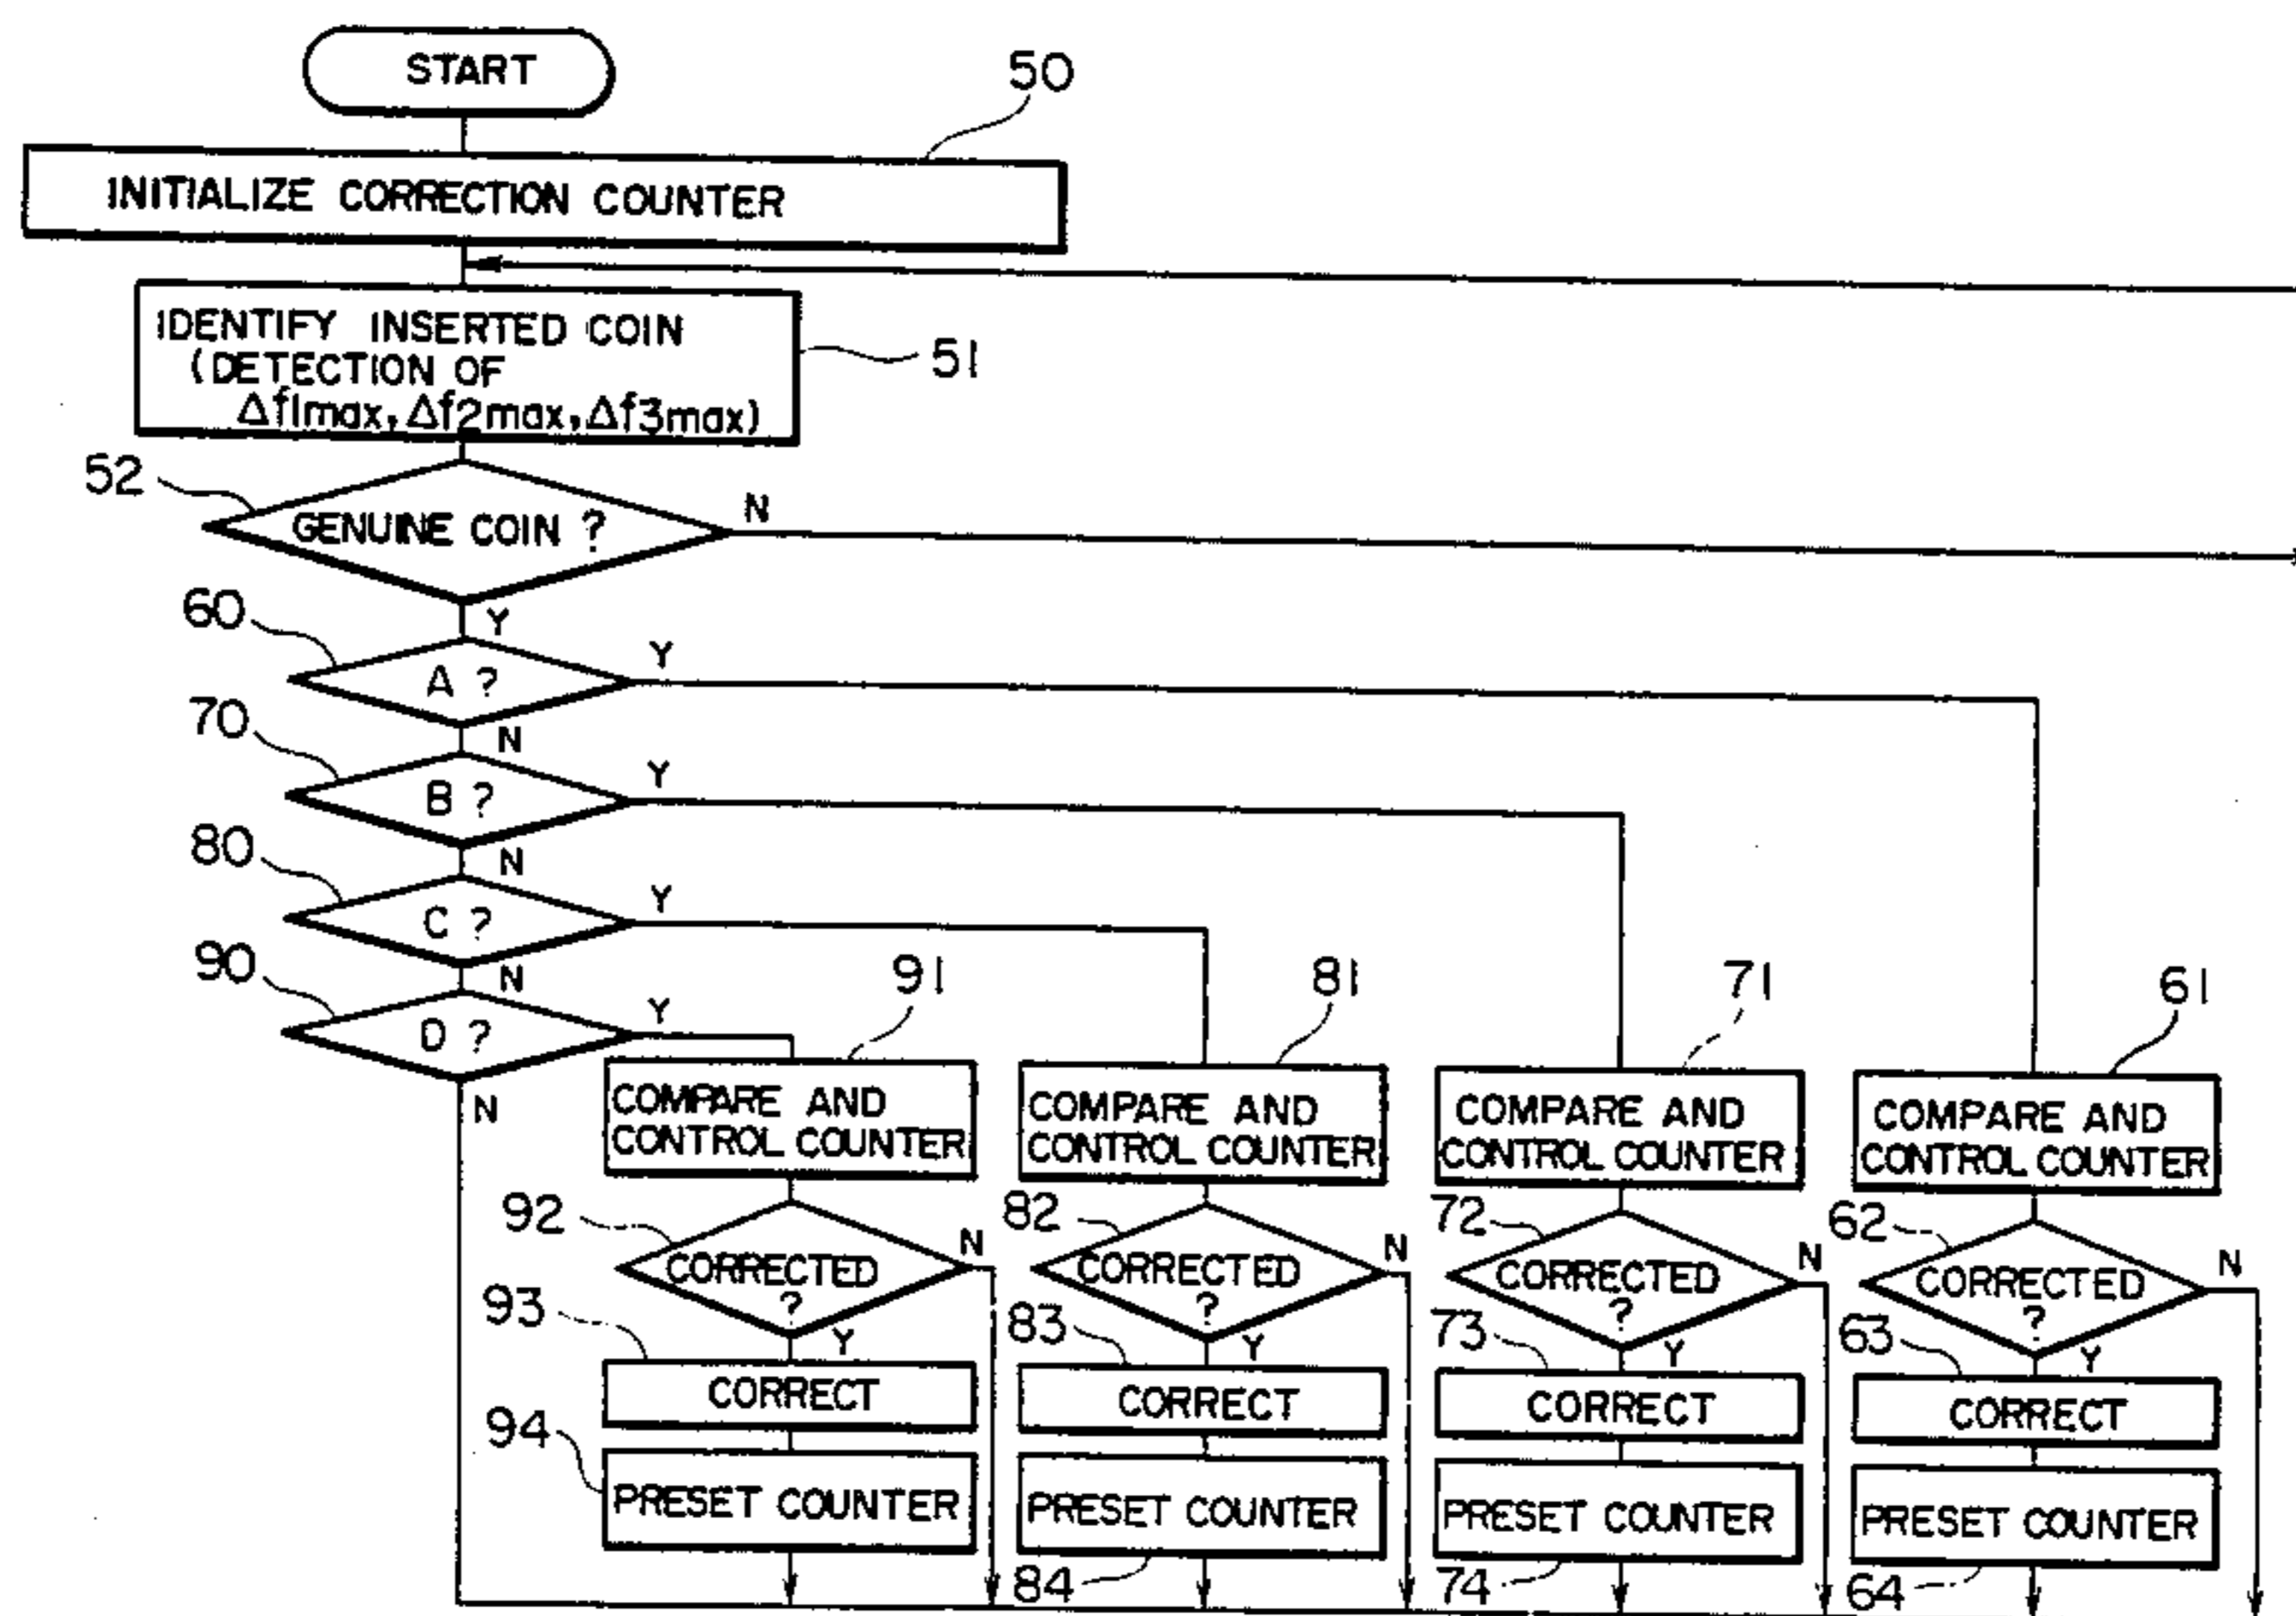 START
50
INITIALIZE CORRECTION COUNTER
IDENTIFY INSERTED COIN
(DETECTION OF
Δf1max, Δf2max, Δf3max)
51
52
GENUINE COIN ?
N
Y
60
A ?
Y
N
70
B ?
Y
N
80
C ?
Y
N
90
D ?
Y
N
91
81
71
61
COMPARE AND
CONTROL COUNTER
COMPARE AND
CONTROL COUNTER
COMPARE AND
CONTROL COUNTER
COMPARE AND
CONTROL COUNTER
92
CORRECTED
?
N
Y
82
CORRECTED
?
N
Y
72
CORRECTED
?
N
Y
62
CORRECTED
?
N
Y
93
CORRECT
83
CORRECT
73
CORRECT
63
CORRECT
94
PRESET COUNTER
PRESET COUNTER
84
PRESET COUNTER
74
PRESET COUNTER
64